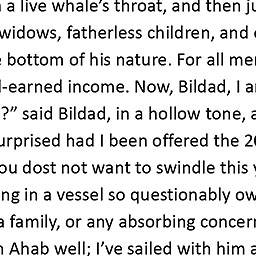 a live whale’s throat, and then ju
widows, fatherless children, and
bottom of his nature. For all me
-earned income. Now, Bildad, I a
?” said Bildad, in a hollow tone, a
urprised had I been offered the 20
ou dost not want to swindle this y
ng in a vessel so questionably ow
a family, or any absorbing concer
Ahab well; I’ve sailed with him a